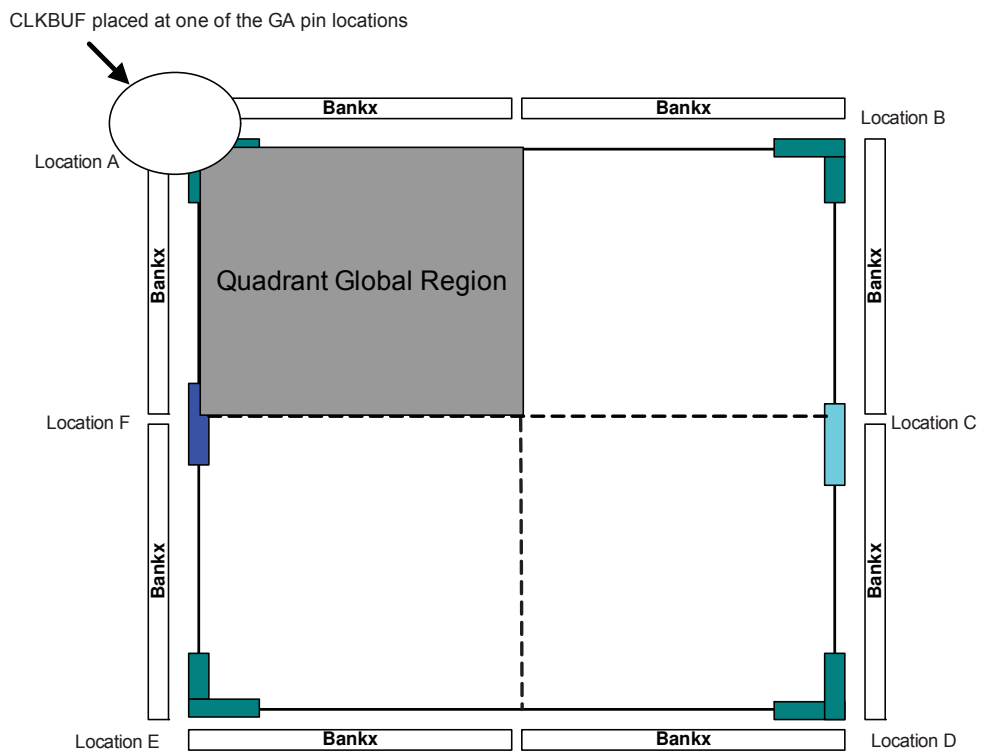 CLKBUF placed at one of the GA pin locations
Bankx
Bankx
Location B
Location A
Bankx
Quadrant Global Region
Bankx
Location F
Location C
Bankx
Bankx
Location E
Bankx
Bankx
Location D